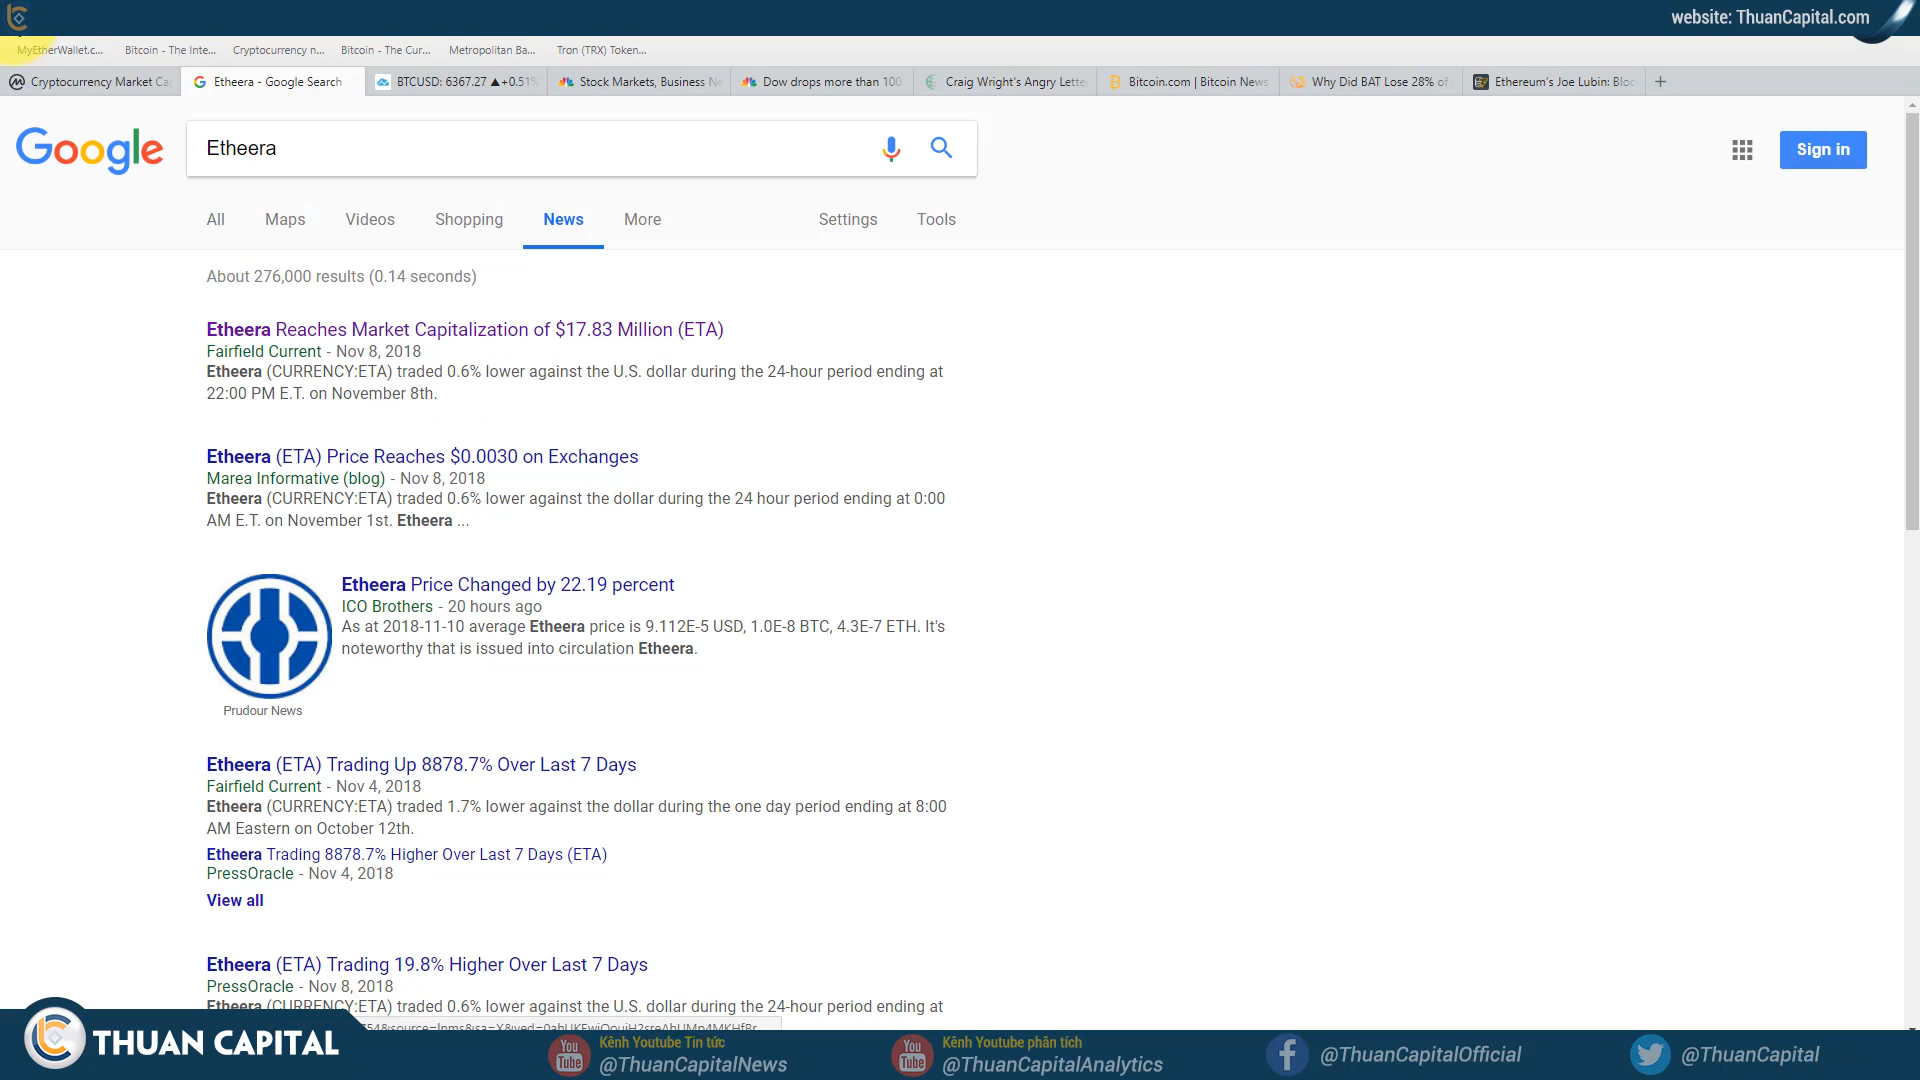 website: ThuanCapital.com
MyEtherWallet.c...
Bitcoin - The Inte...
Cryptocurrency n...
Bitcoin - The Cur...
Metropolitan Ba...
Tron (TRX) Token...
Cryptocurrency Market Ca
Etheera - Google Search
BTCUSD: 6367.27 ▲+0.51%
Stock Markets, Business Ne
Dow drops more than 100
Craig Wright's Angry Lette
Bitcoin.com | Bitcoin News
Why Did BAT Lose 28% of
Ethereum's Joe Lubin: Bloc
Google
Etheera
Sign in
All
Maps
Videos
Shopping
News
More
Settings
Tools
About 276,000 results (0.14 seconds)
Etheera Reaches Market Capitalization of $17.83 Million (ETA)
Fairfield Current - Nov 8, 2018
Etheera (CURRENCY:ETA) traded 0.6% lower against the U.S. dollar during the 24-hour period ending at
22:00 PM E.T. on November 8th.
Etheera (ETA) Price Reaches $0.0030 on Exchanges
Marea Informative (blog) - Nov 8, 2018
Etheera (CURRENCY:ETA) traded 0.6% lower against the dollar during the 24 hour period ending at 0:00
AM E.T. on November 1st. Etheera ...
Etheera Price Changed by 22.19 percent
ICO Brothers - 20 hours ago
As at 2018-11-10 average Etheera price is 9.112E-5 USD, 1.0E-8 BTC, 4.3E-7 ETH. It's
noteworthy that is issued into circulation Etheera.
Prudour News
Etheera (ETA) Trading Up 8878.7% Over Last 7 Days
Fairfield Current - Nov 4, 2018
Etheera (CURRENCY:ETA) traded 1.7% lower against the dollar during the one day period ending at 8:00
AM Eastern on October 12th.
Etheera Trading 8878.7% Higher Over Last 7 Days (ETA)
PressOracle - Nov 4, 2018
View all
Etheera (ETA) Trading 19.8% Higher Over Last 7 Days
PressOracle - Nov 8, 2018
Etheera (CURRENCY:ETA) traded 0.6% lower against the U.S. dollar during the 24-hour period ending at
THUAN CAPITAL
You Tube
Kênh Youtube Tin tức
@ThuanCapitalNews
You Tube
Kênh Youtube phân tích
@ThuanCapitalAnalytics
@ThuanCapitalOfficial
@ThuanCapital